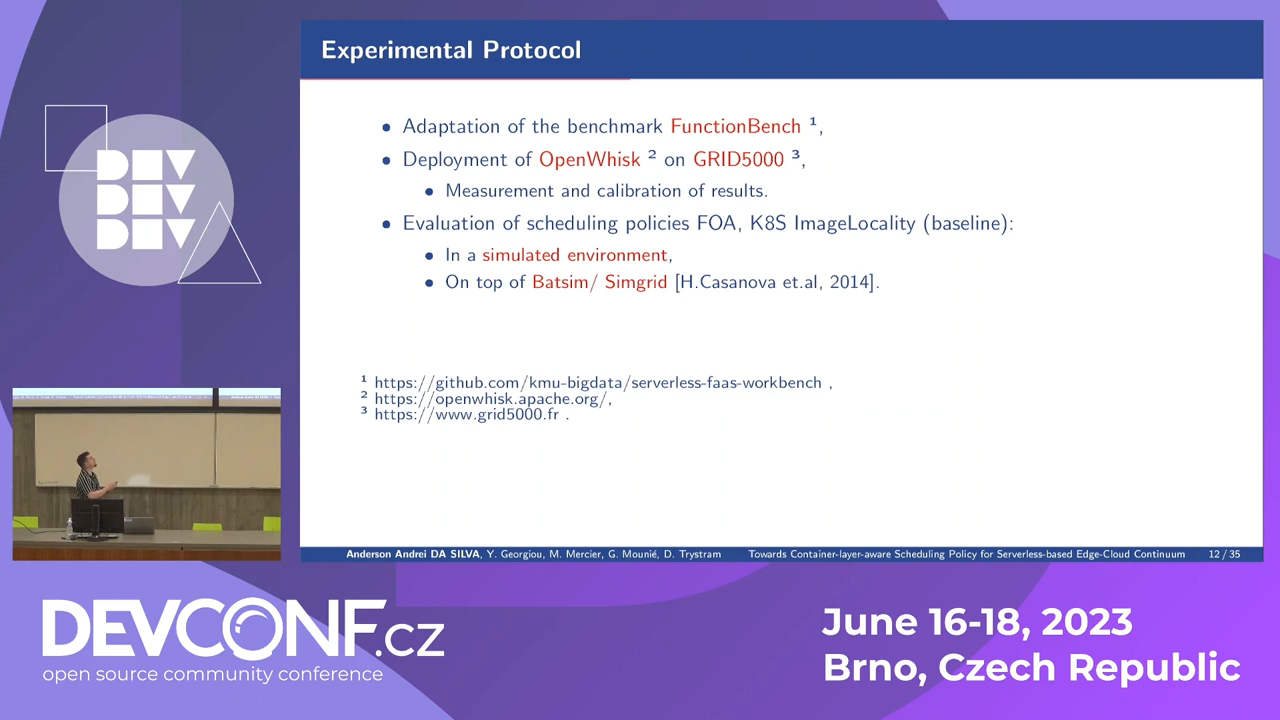 Experimental Protocol
• Adaptation of the benchmark FunctionBench ¹,
• Deployment of OpenWhisk ² on GRID5000 ³,
• Measurement and calibration of results.
• Evaluation of scheduling policies FOA, K8S ImageLocality (baseline):
• In a simulated environment,
• On top of Batsim/ Simgrid [H.Casanova et.al, 2014].
¹ https://github.com/kmu-bigdata/serverless-faas-workbench ,
² https://openwhisk.apache.org/,
³ https://www.grid5000.fr .
Anderson Andrei DA SILVA, Y. Georgiou, M. Mercier, G. Mounié, D. Trystram Towards Container-layer-aware Scheduling Policy for Serverless-based Edge-Cloud Continuum 12 / 35
DEV
DEV
DEV
DEVCONF.cz
open source community conference
June 16-18, 2023
Brno, Czech Republic